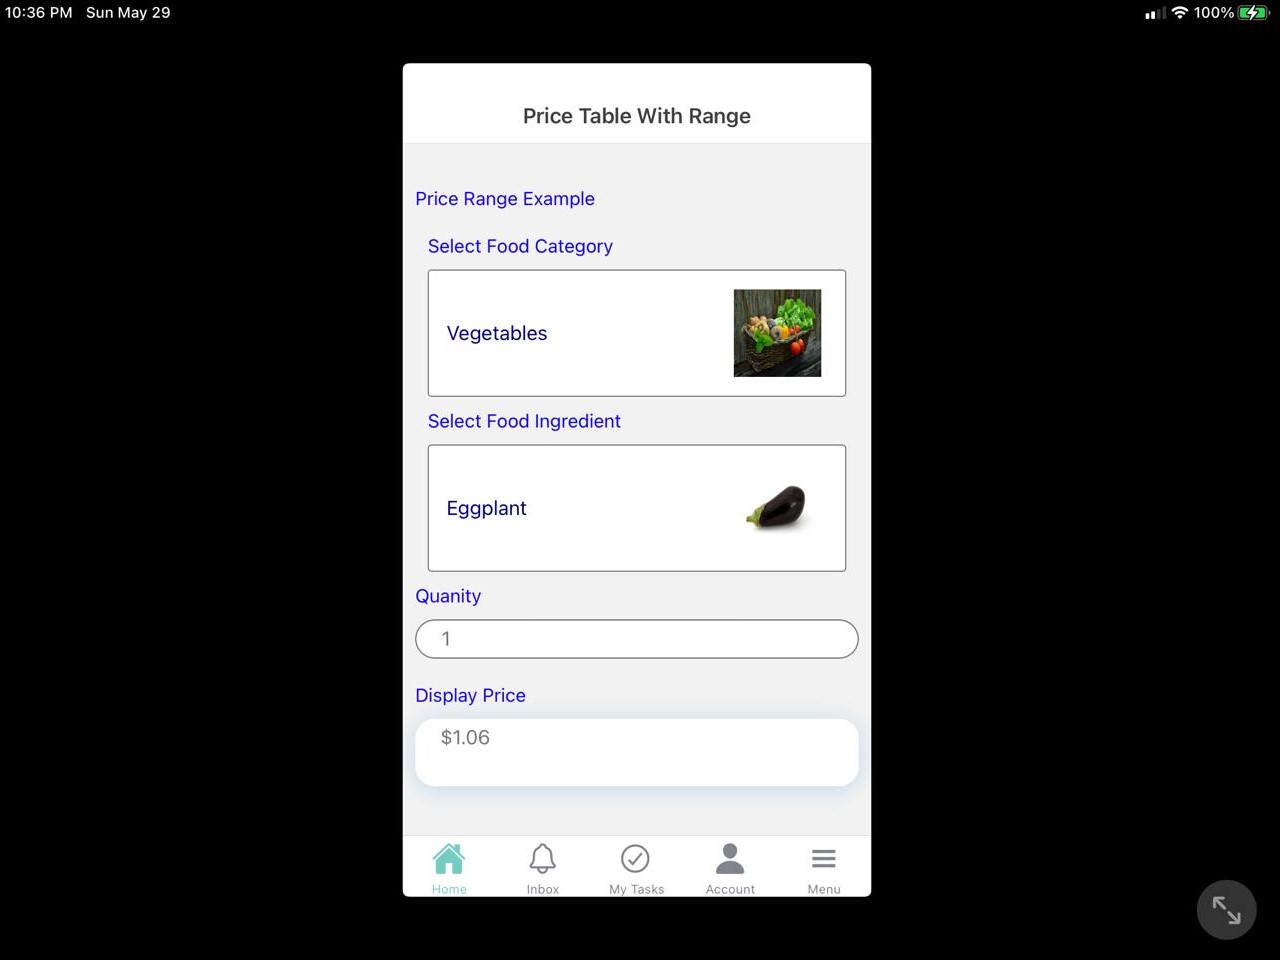 10:36 PM Sun May 29
100%
Price Table With Range
Price Range Example
Select Food Category
Vegetables
Select Food Ingredient
Eggplant
Quanity
1
Display Price
$1.06
Home Inbox My Tasks Account Menu